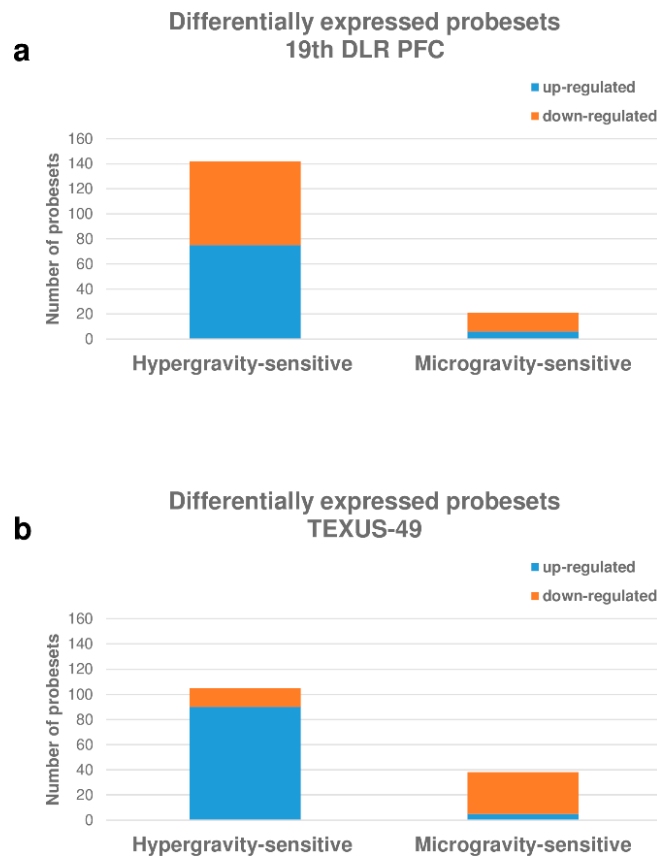 a
Differentially expressed probesets
19th DLR PFC
up-regulated
down-regulated
Number of probesets
160
140
120
100
80
60
40
20
0
Hypergravity-sensitive
Microgravity-sensitive
b
Differentially expressed probesets
TEXUS-49
up-regulated
down-regulated
Number of probesets
160
140
120
100
80
60
40
20
0
Hypergravity-sensitive
Microgravity-sensitive